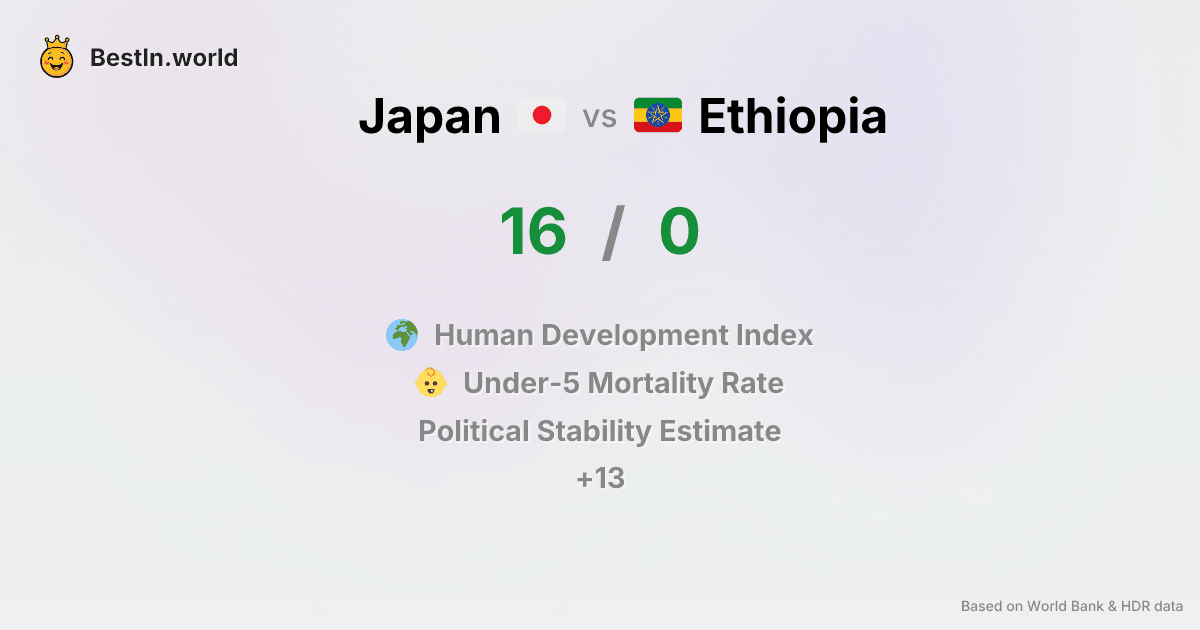 BestIn.world
Japan vs Ethiopia
16 / 0
Human Development Index
Under-5 Mortality Rate
Political Stability Estimate
+13
Based on World Bank & HDR data